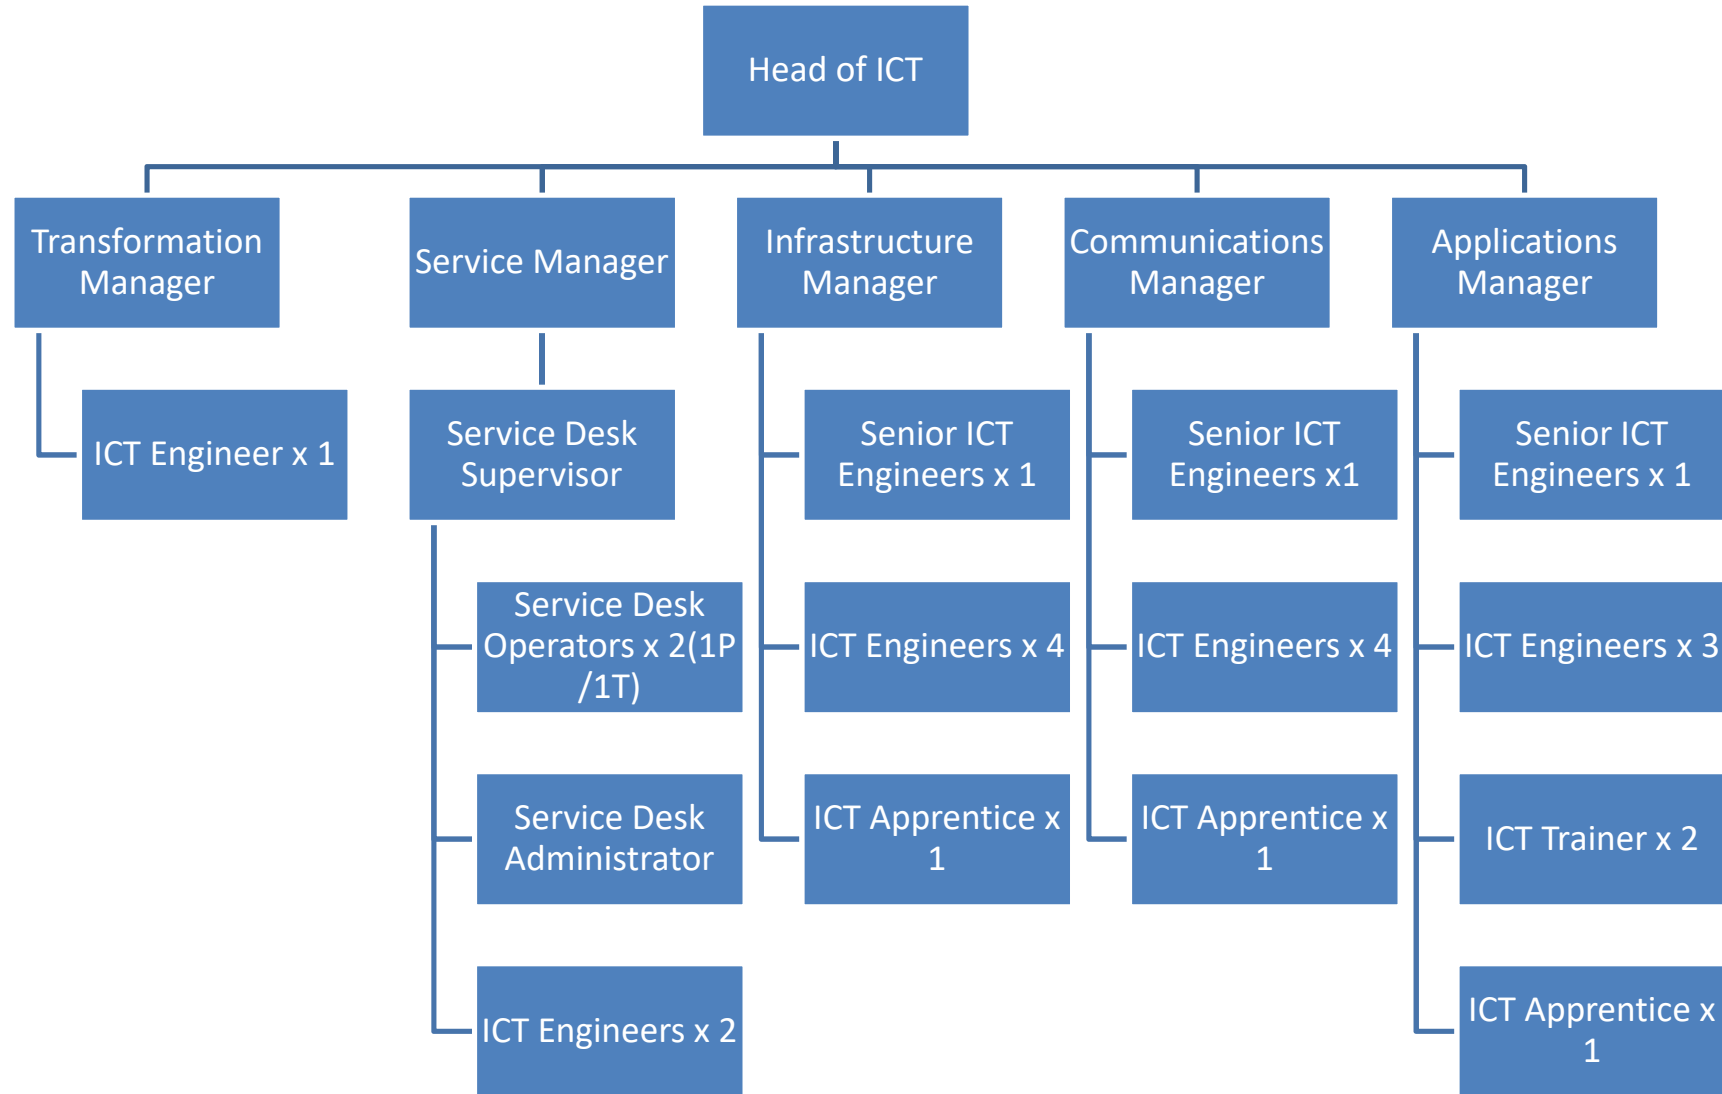 Head of ICT
Transformation
Manager
Service Manager
Infrastructure
Manager
Communications
Manager
Applications
Manager
ICT Engineer x 1
Service Desk
Supervisor
Senior ICT
Engineers x 1
Senior ICT
Engineers x1
Senior ICT
Engineers x 1
Service Desk
Operators x 2(1P
/1T)
ICT Engineers x 4
ICT Engineers x 4
ICT Engineers x 3
Service Desk
Administrator
ICT Apprentice x
1
ICT Apprentice x
1
ICT Trainer x 2
ICT Engineers x 2
ICT Apprentice x
1